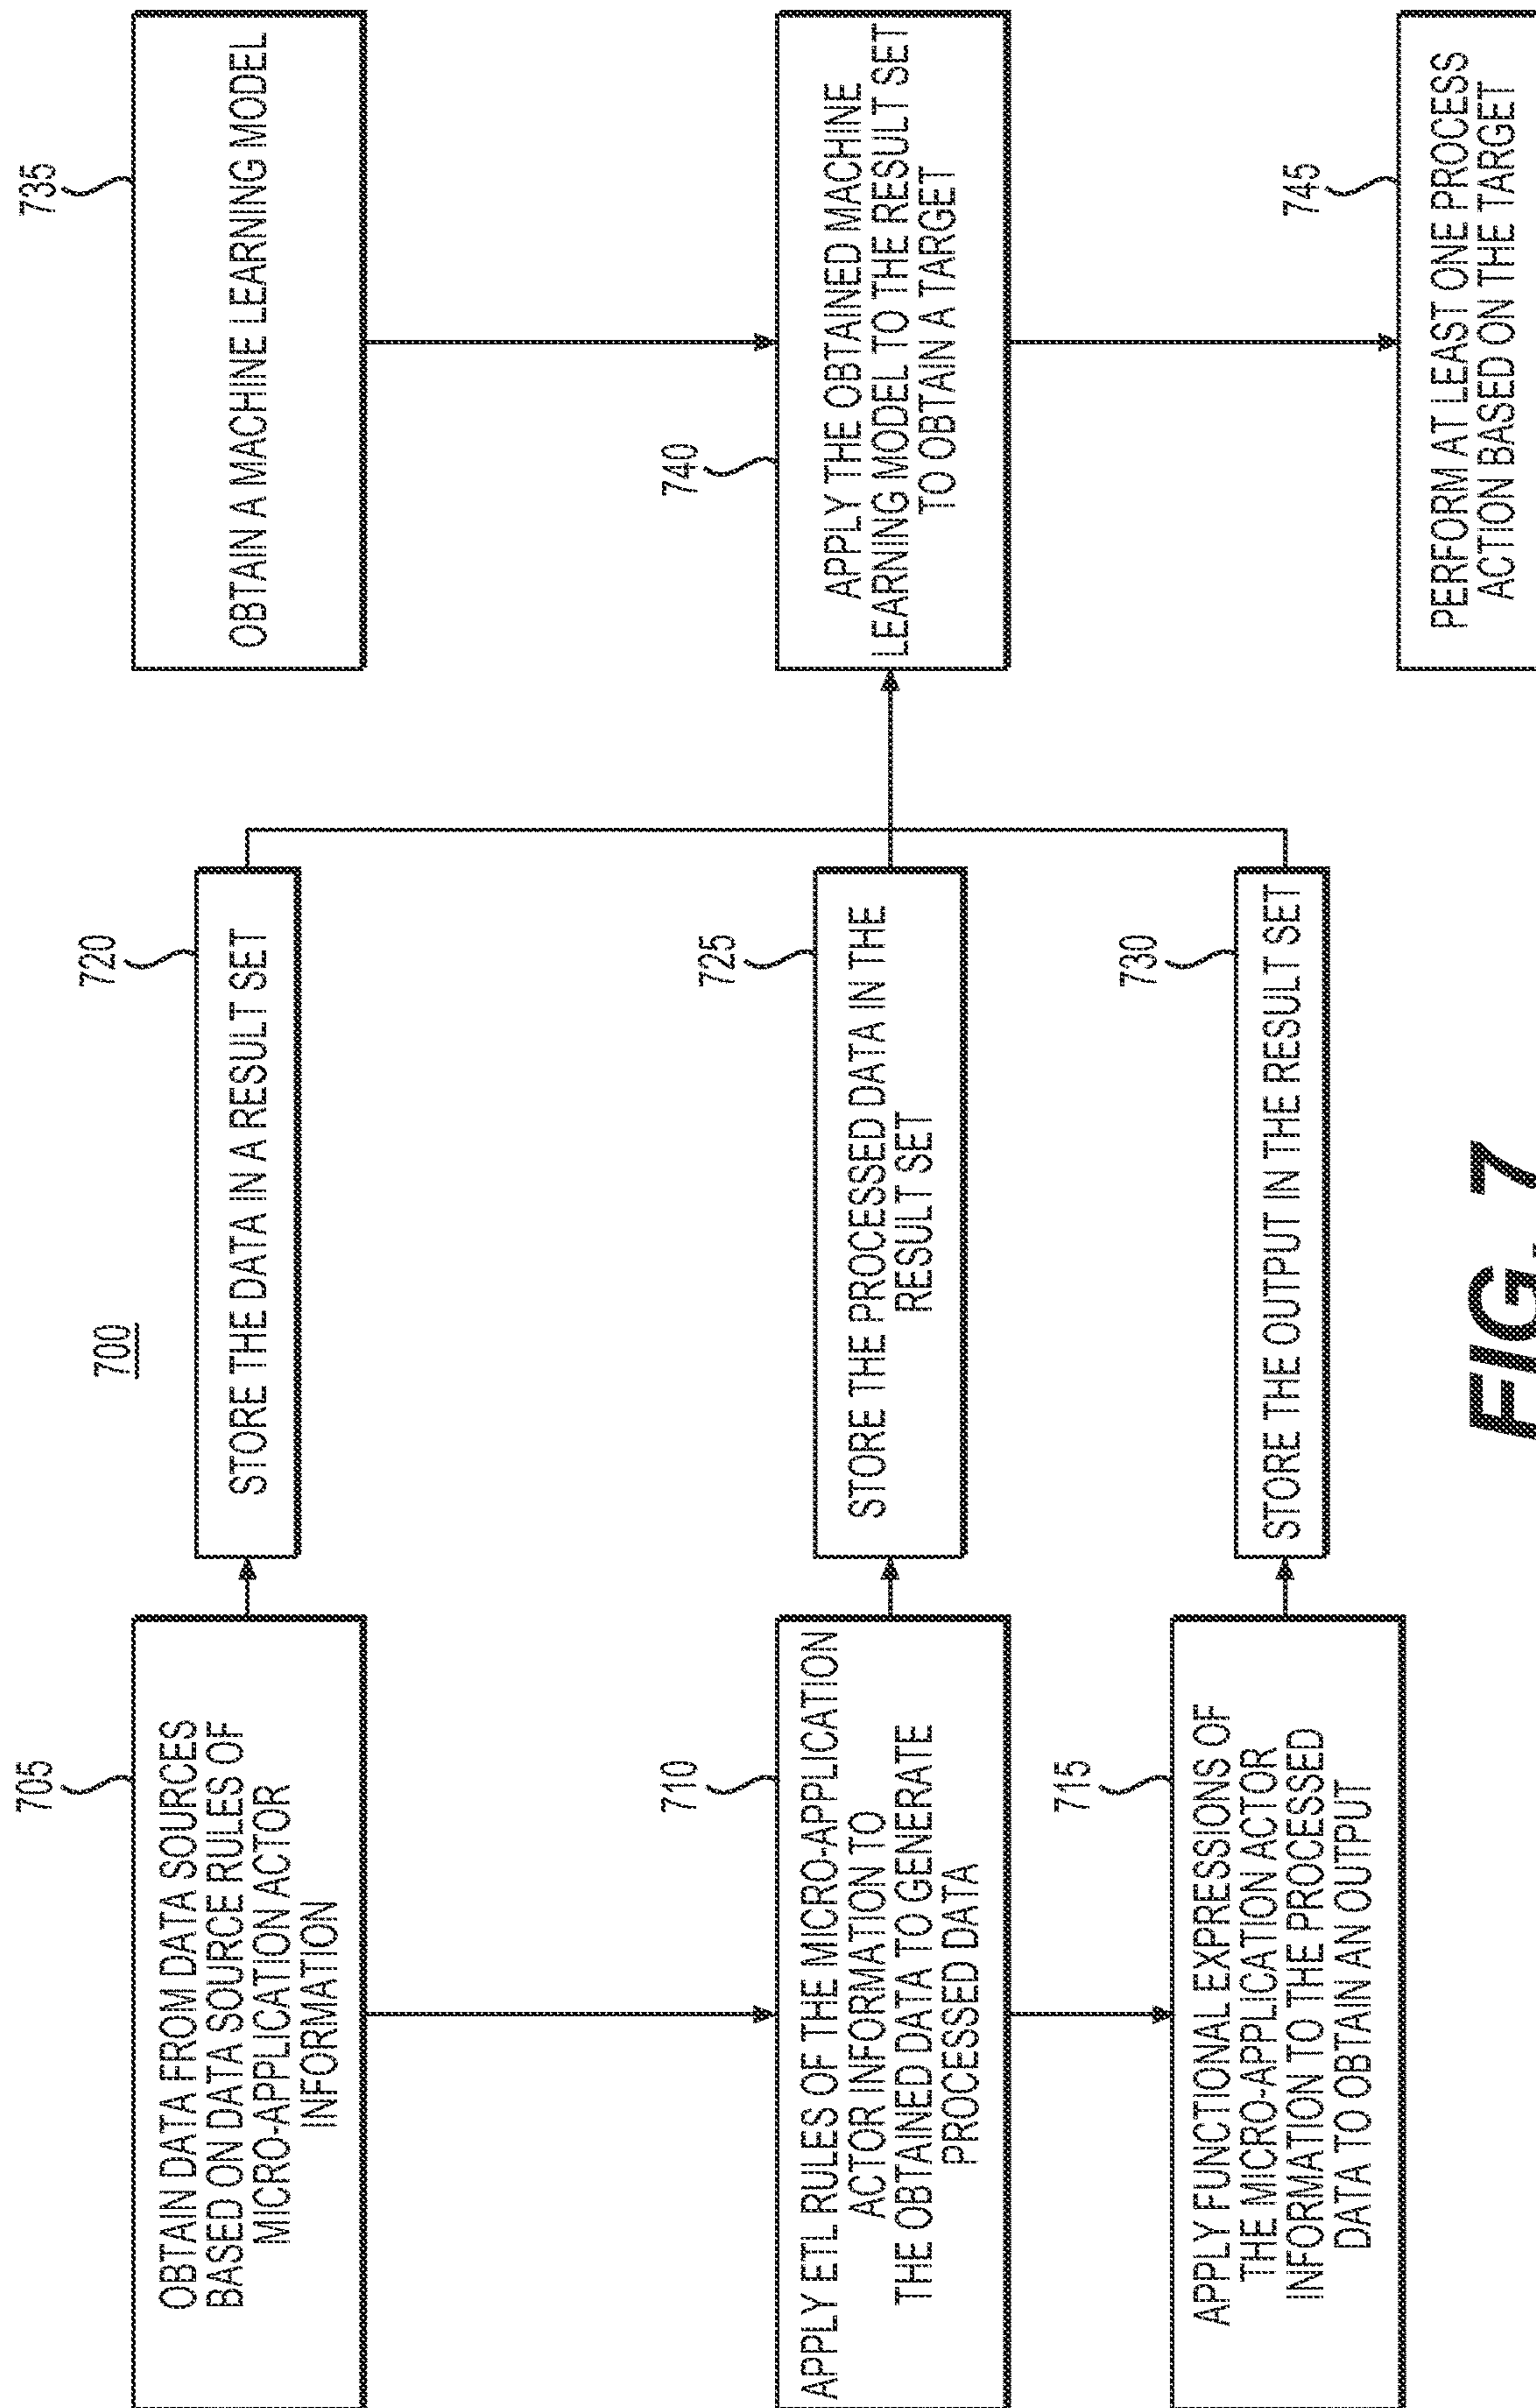 700
705
OBTAIN DATA FROM DATA SOURCES
BASED ON DATA SOURCE RULES OF
MICRO-APPLICATION ACTOR
INFORMATION
720
STORE THE DATA IN A RESULT SET
735
OBTAIN A MACHINE LEARNING MODEL
710
APPLY ETL RULES OF THE MICRO-APPLICATION
ACTOR INFORMATION TO
THE OBTAINED DATA TO GENERATE
PROCESSED DATA
725
STORE THE PROCESSED DATA IN THE
RESULT SET
740
APPLY THE OBTAINED MACHINE
LEARNING MODEL TO THE RESULT SET
TO OBTAIN A TARGET
715
APPLY FUNCTIONAL EXPRESSIONS OF
THE MICRO-APPLICATION ACTOR
INFORMATION TO THE PROCESSED
DATA TO OBTAIN AN OUTPUT
730
STORE THE OUTPUT IN THE RESULT SET
745
PERFORM AT LEAST ONE PROCESS
ACTION BASED ON THE TARGET
FIG. 7